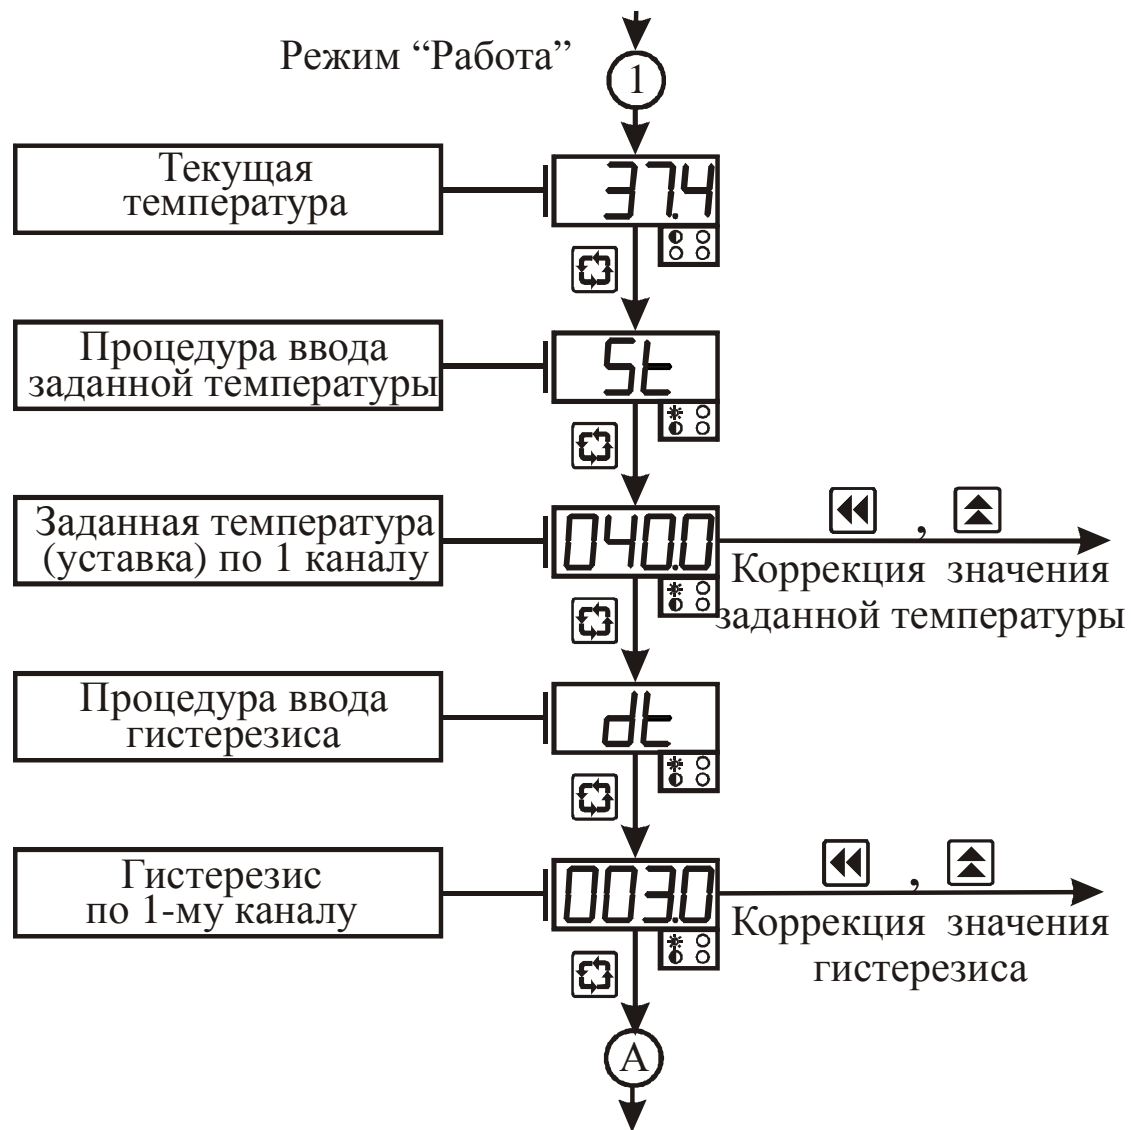 Режим “Работа”
1
Текущая
температура
37.4
Процедура ввода
заданной температуры
St
Заданная температура
(уставка) по 1 каналу
040.0
,
Коррекция значения
заданной температуры
Процедура ввода
гистерезиса
dt
Гистерезис
по 1-му каналу
003.0
,
Коррекция значения
гистерезиса
А